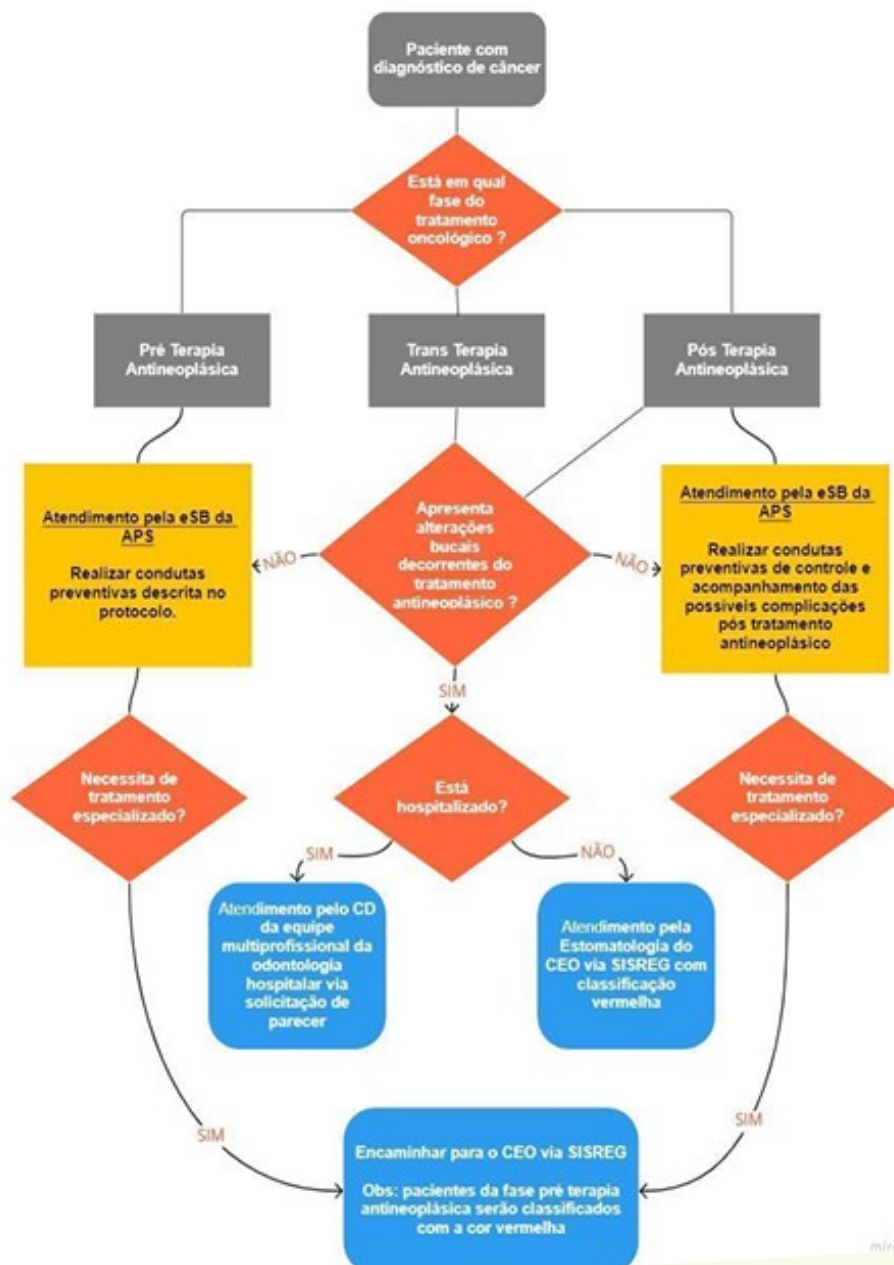 Paciente com
diagnóstico de câncer
Está em qual
fase do
tratamento
oncológico ?
Pré Terapia
Antineoplásica
Trans Terapia
Antineoplásica
Pós Terapia
Antineoplásica
Atendimento pela eSB da
APS
Realizar condutas
preventivas descrita no
protocolo.
NÃO
Apresenta
alterações
bucais
decorrentes do
tratamento
antineoplásico ?
NÃO
Atendimento pela eSB da
APS
Realizar condutas
preventivas de controle e
acompanhamento das
possíveis complicações
pós tratamento
antineoplásico
SIM
Necessita de
tratamento
especializado?
Está
hospitalizado?
Necessita de
tratamento
especializado?
SIM
NÃO
Atendimento pelo CD
da equipe
multiprofissional da
odontologia
hospitalar via
solicitação de
parecer
Atendimento pela
Estomatologia do
CEO via SISREG com
classificação
vermelha
SIM
SIM
Encaminhar para o CEO via SISREG
Obs: pacientes da fase pré terapia
antineoplásica serão classificados
com a cor vermelha